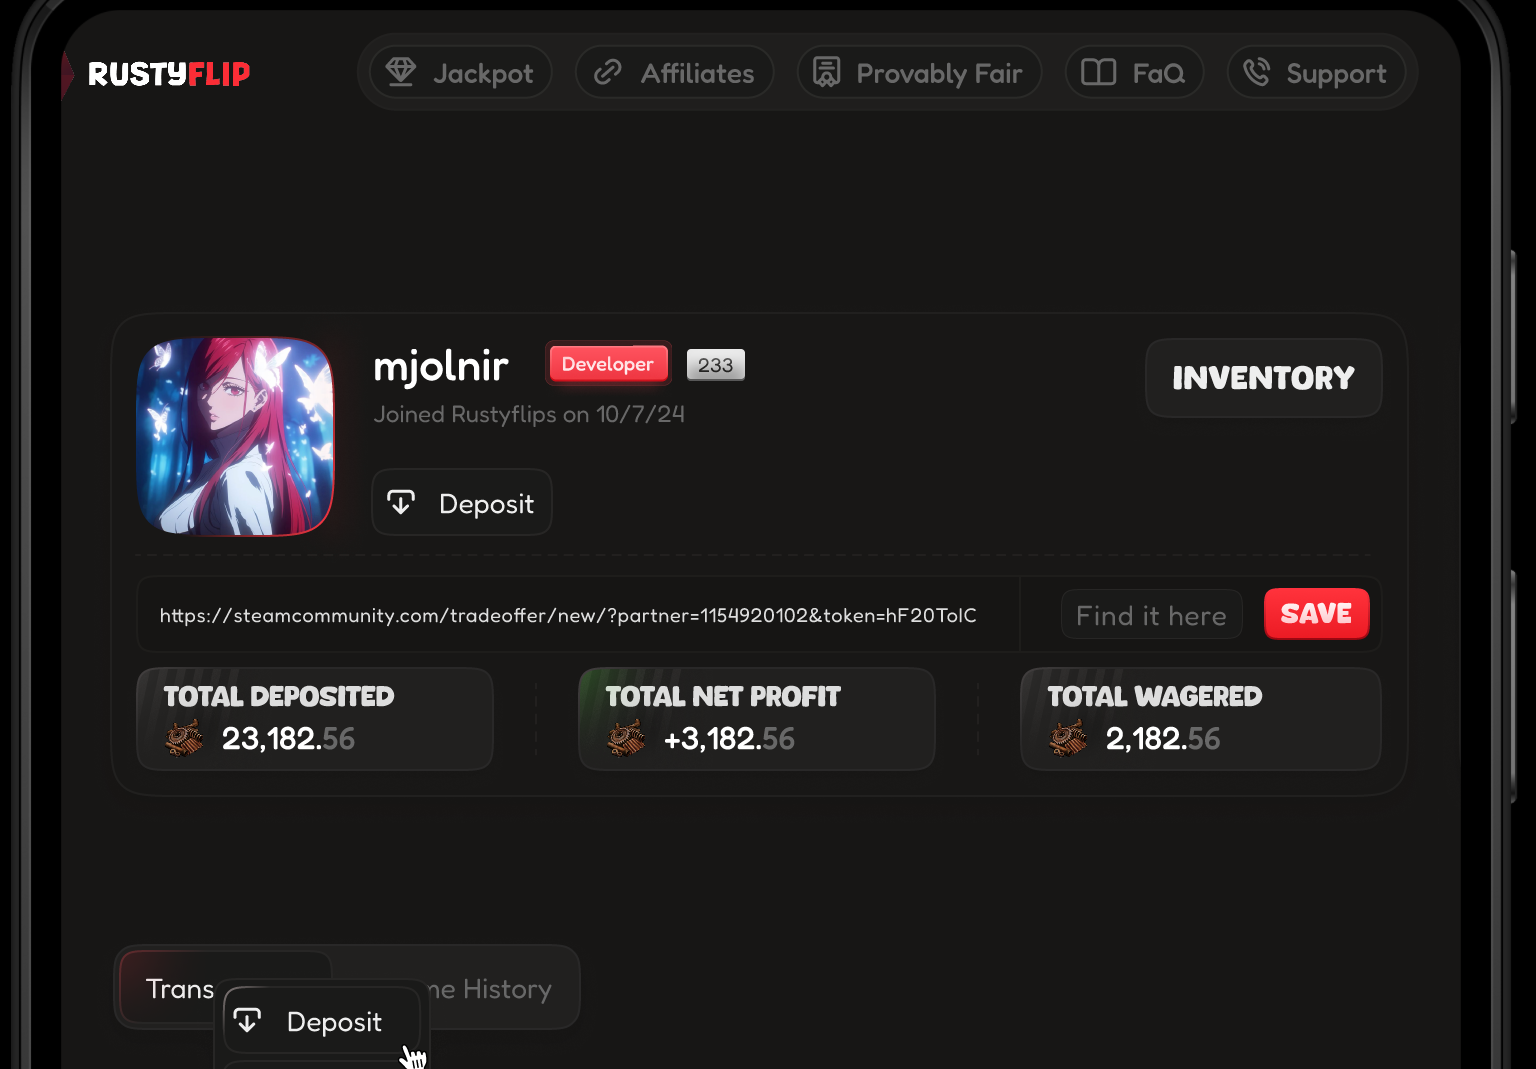 RUSTYFLIP
Jackpot
Affiliates
Provably Fair
FaQ
Support
mjolnir
Developer
233
Joined Rustyflips on 10/7/24
INVENTORY
Deposit
https://steamcommunity.com/tradeoffer/new/?partner=1154920102&token=hF20TolC
Find it here
SAVE
TOTAL DEPOSITED
23,182.56
TOTAL NET PROFIT
+3,182.56
TOTAL WAGERED
2,182.56
Trans
me History
Deposit